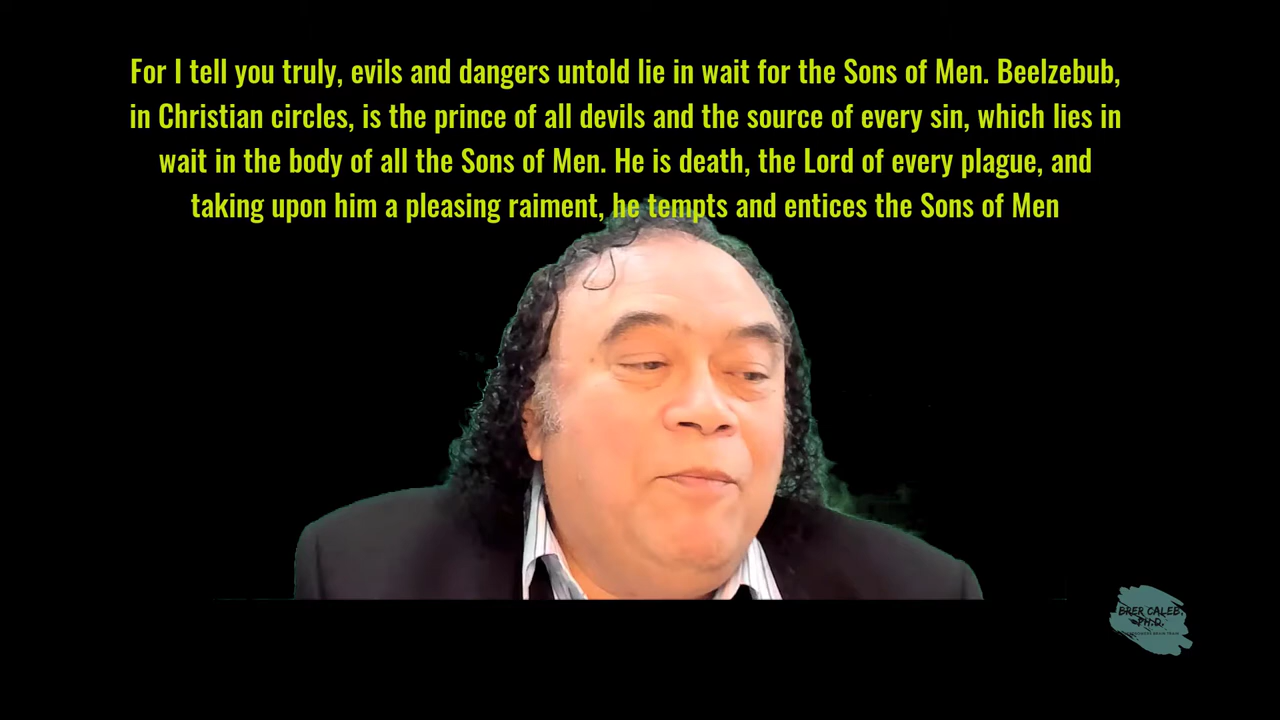 For I tell you truly, evils and dangers untold lie in wait for the Sons of Men. Beelzebub,
in Christian circles, is the prince of all devils and the source of every sin, which lies in
wait in the body of all the Sons of Men. He is death, the Lord of every plague, and
taking upon him a pleasing raiment, he tempts and entices the Sons of Men
BRER CALEB,
PH.D.